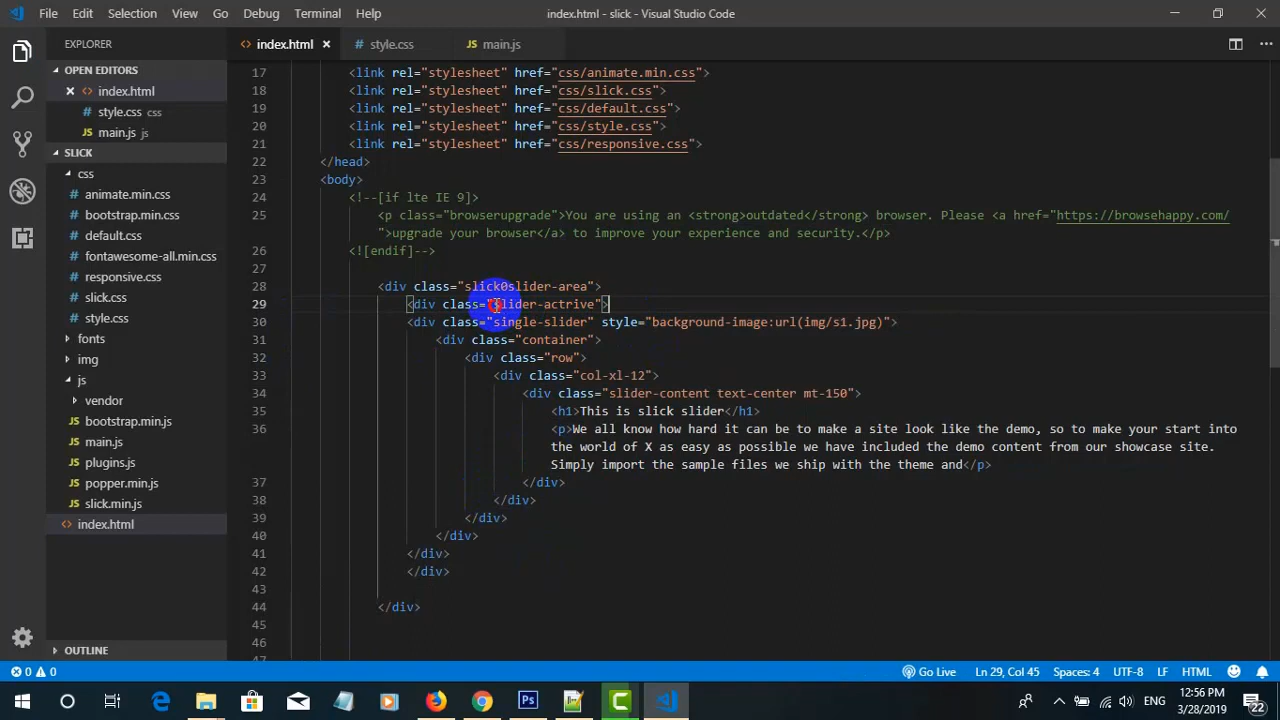 File Edit Selection View Go Debug Terminal Help
index.html - slick - Visual Studio Code
EXPLORER
OPEN EDITORS
index.html
style.css css
main.js js
SLICK
css
animate.min.css
bootstrap.min.css
default.css
fontawesome-all.min.css
responsive.css
slick.css
style.css
fonts
img
js
vendor
JS bootstrap.min.js
JS main.js
JS plugins.js
JS popper.min.js
JS slick.min.js
index.html
OUTLINE
index.html style.css main.js
17 <link rel="stylesheet" href="css/animate.min.css">
18 <link rel="stylesheet" href="css/slick.css">
19 <link rel="stylesheet" href="css/default.css">
20 <link rel="stylesheet" href="css/style.css">
21 <link rel="stylesheet" href="css/responsive.css">
22 </head>
23 <body>
24 <!--[if lte IE 9]>
25 <p class="browserupgrade">You are using an <strong>outdated</strong> browser. Please <a href="https://browsehappy.com/
">upgrade your browser</a> to improve your experience and security.</p>
26 <![endif]-->
27
28 <div class="slick0slider-area">
29 <div class="slider-actrive">
30 <div class="single-slider" style="background-image:url(img/s1.jpg)">
31 <div class="container">
32 <div class="row">
33 <div class="col-xl-12">
34 <div class="slider-content text-center mt-150">
35 <h1>This is slick slider</h1>
36 <p>We all know how hard it can be to make a site look like the demo, so to make your start into
the world of X as easy as possible we have included the demo content from our showcase site.
Simply import the sample files we ship with the theme and</p>
37 </div>
38 </div>
39 </div>
40 </div>
41 </div>
42 </div>
43
44 </div>
45
46
0 0 Go Live Ln 29, Col 45 Spaces: 4 UTF-8 LF HTML
ENG 12:56 PM
3/28/2019
22